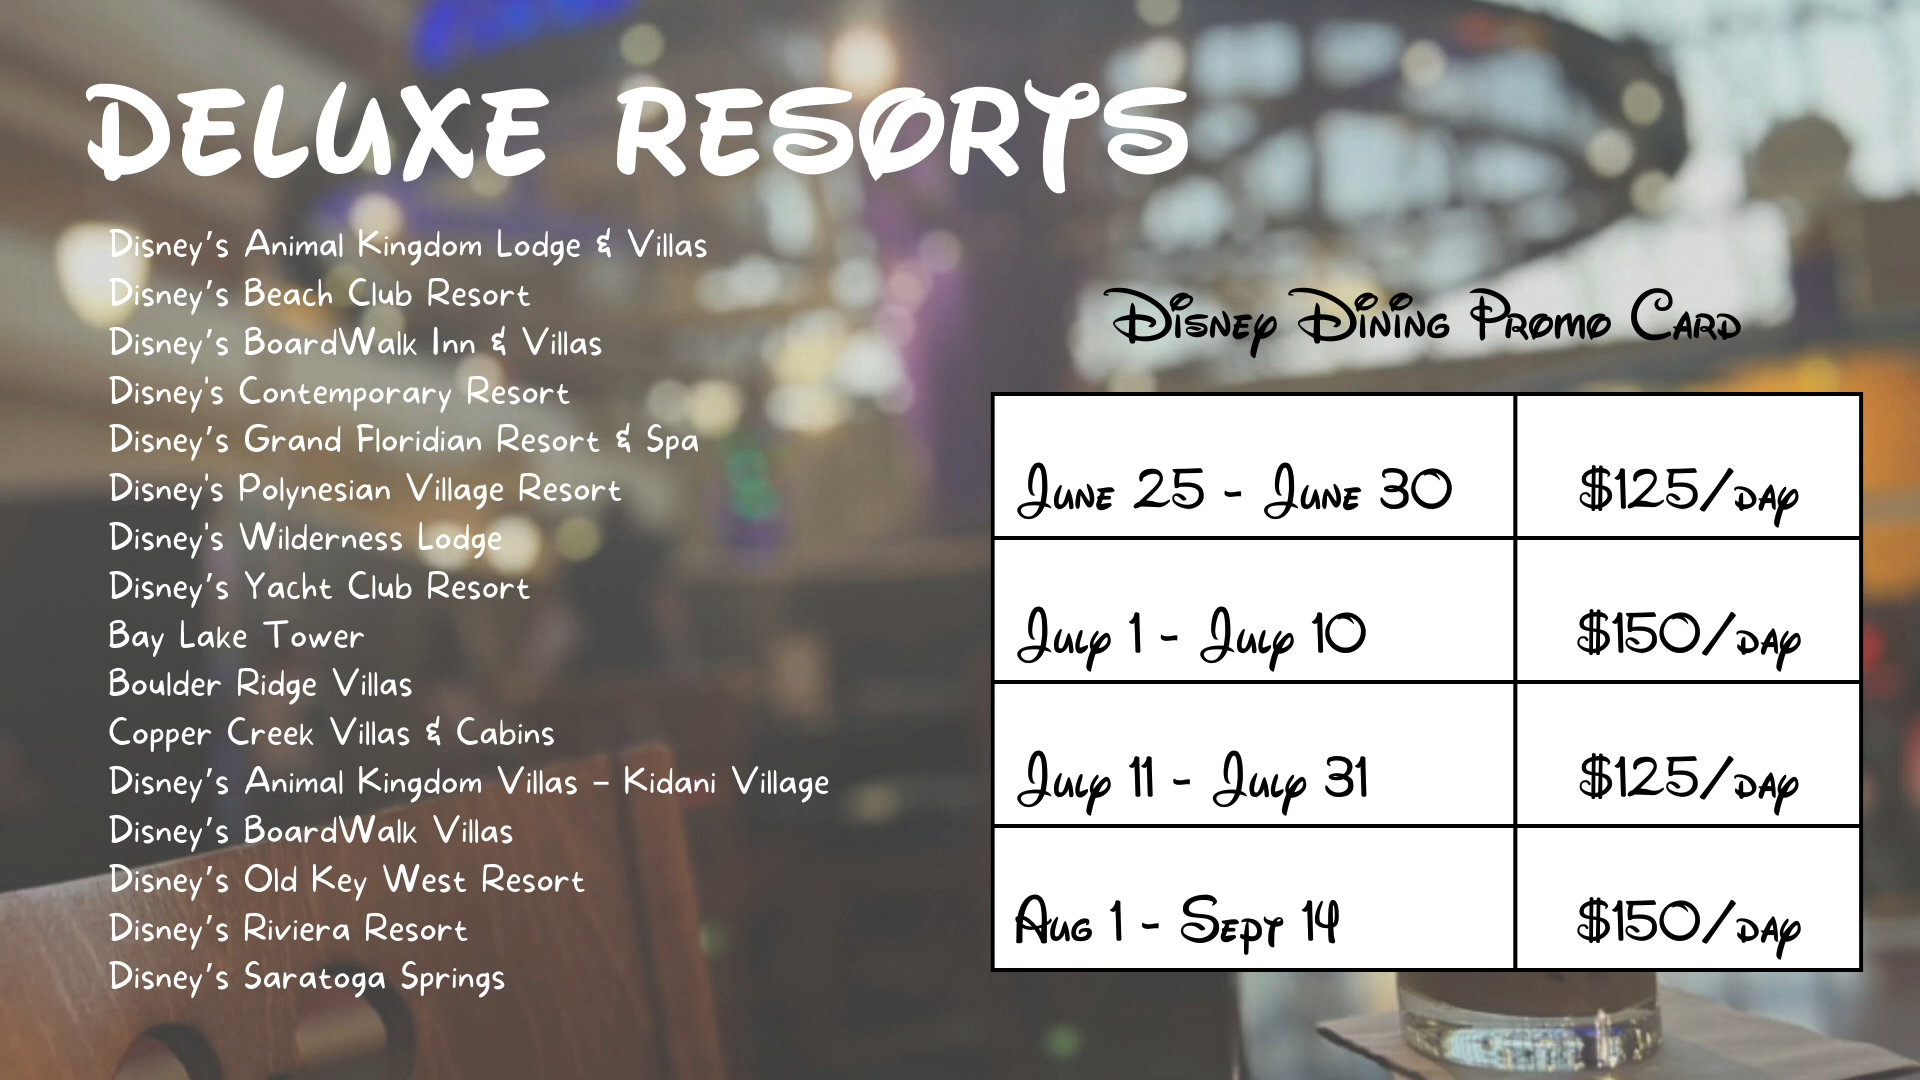 DELUXE RESORTS
Disney’s Animal Kingdom Lodge & Villas
Disney’s Beach Club Resort
Disney’s BoardWalk Inn & Villas
Disney's Contemporary Resort
Disney’s Grand Floridian Resort & Spa
Disney's Polynesian Village Resort
Disney's Wilderness Lodge
Disney’s Yacht Club Resort
Bay Lake Tower
Boulder Ridge Villas
Copper Creek Villas & Cabins
Disney’s Animal Kingdom Villas – Kidani Village
Disney’s BoardWalk Villas
Disney’s Old Key West Resort
Disney’s Riviera Resort
Disney’s Saratoga Springs
Disney Dining Promo Card
June 25 - June 30 $125/day
July 1 - July 10 $150/day
July 11 - July 31 $125/day
Aug 1 - Sept 14 $150/day